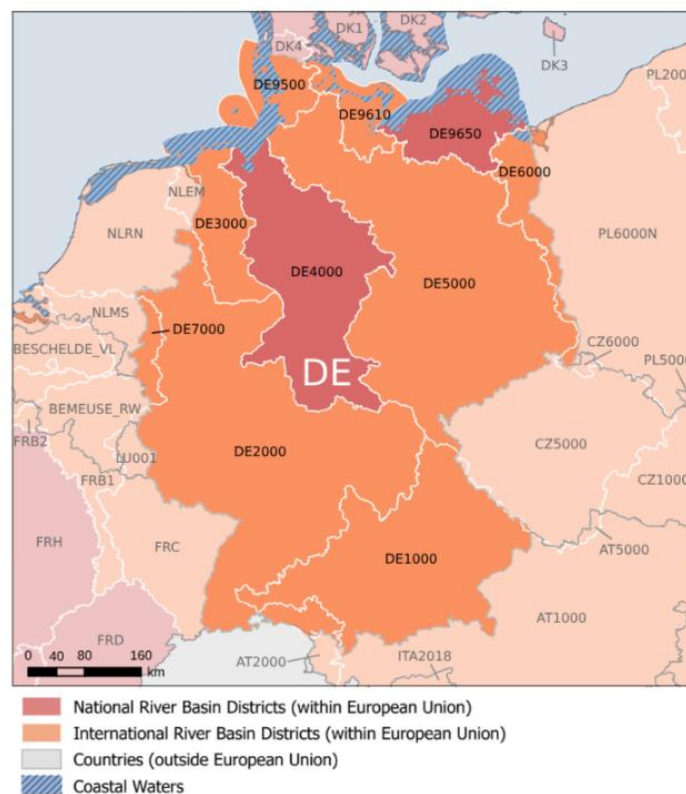 DK4
DK1
DK2
DK3
PL200
DE9500
DE9610
DE9650
DE6000
NLEM
NLRN
DE3000
DE4000
DE5000
PL6000N
NLMS
DE7000
CZ6000
BESCHELDE_VL
PL5000
DE
BEMEUSE_RW
FRB2
LU001
DE2000
CZ5000
FRB1
CZ1000
FRH
FRC
DE1000
AT5000
AT1000
FRD
AT2000
ITA2018
0 40 80 160
km
National River Basin Districts (within European Union)
International River Basin Districts (within European Union)
Countries (outside European Union)
Coastal Waters